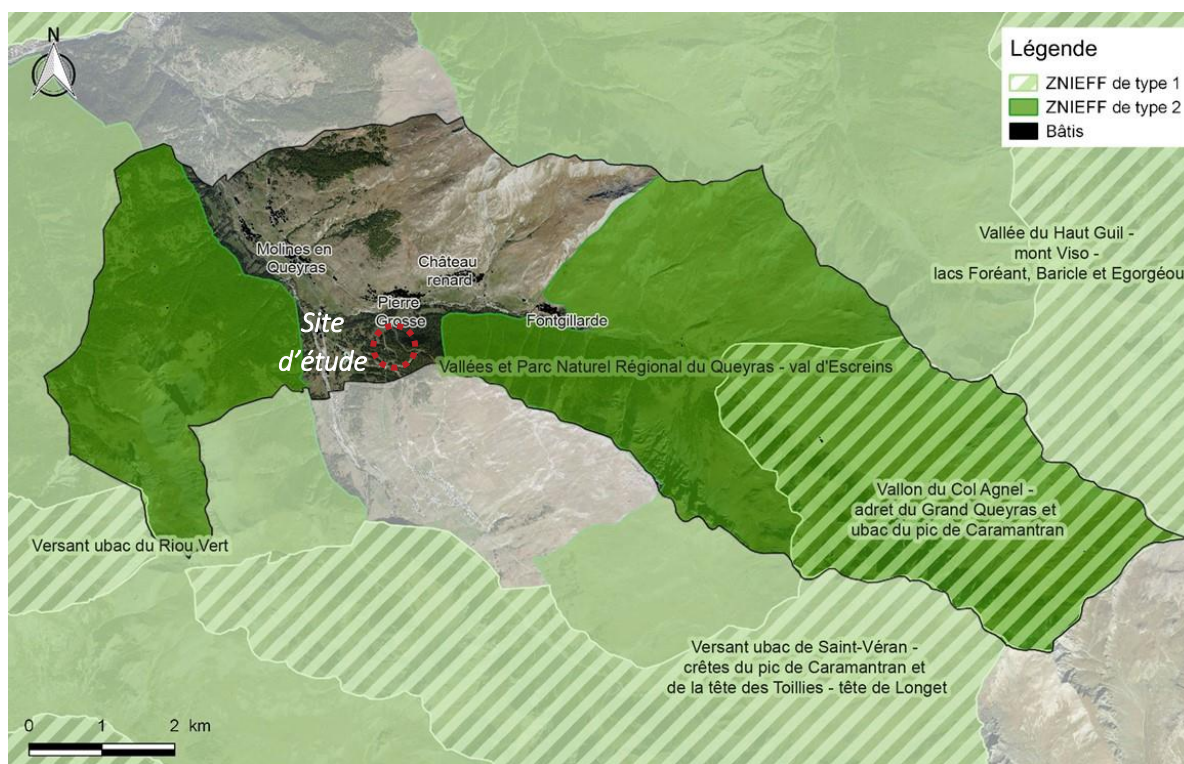 N
Légende
ZNIEFF de type 1
ZNIEFF de type 2
Bâtis
Vallée du Haut Guil -
mont Viso -
lacs Foréant, Baricle et Egorgéou
Molines en
Queyras
Château
renard
Pierre
Grosse
Fontgillarde
Site
d'étude
Vallées et Parc Naturel Régional du Queyras - val d'Escreins
Vallon du Col Agnel -
adret du Grand Queyras et
ubac du pic de Caramantran
Versant ubac du Riou Vert
Versant ubac de Saint-Véran -
crêtes du pic de Caramantran et
de la tête des Toillies - tête de Longet
0 1 2 km